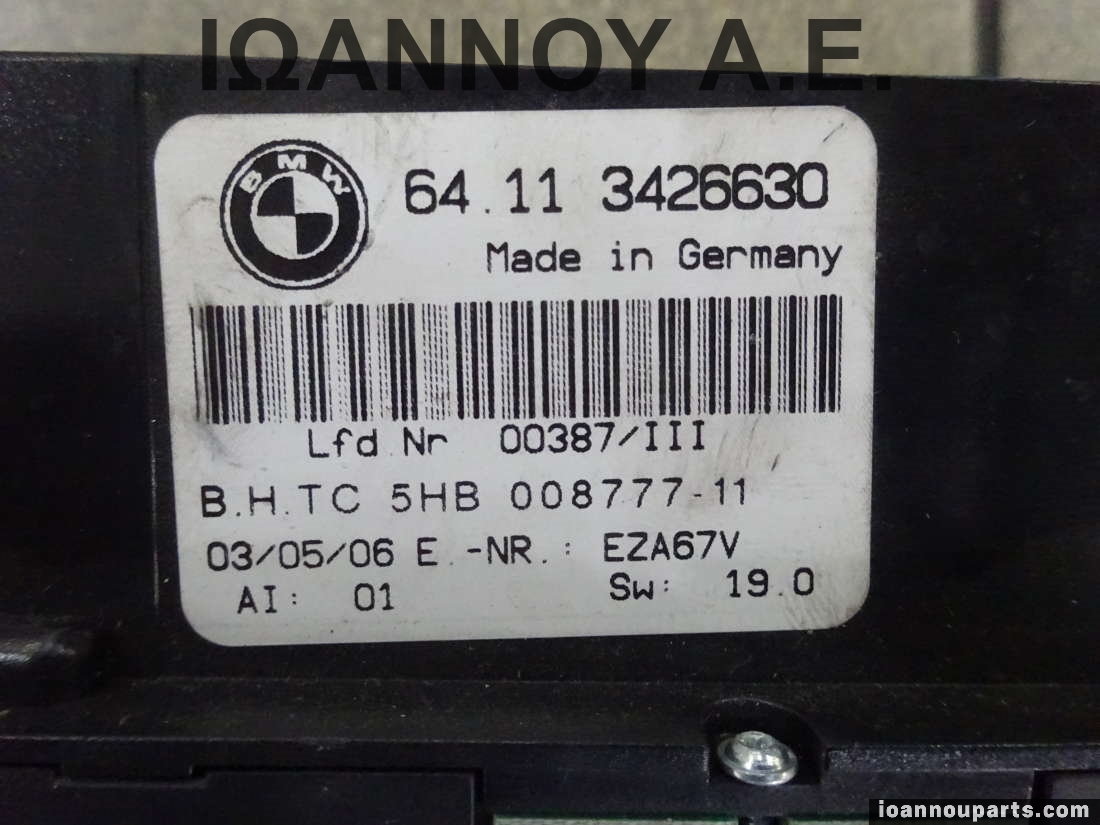 ΙΩΑΝΝΟΥ Α.Ε.
BMW
64.11 3426630
Made in Germany
Lfd Nr 00387/III
B.H.TC 5HB 008777-11
03/05/06 E.-NR.: EZA67V
AI: 01 Sw: 19.0
ioannouparts.com